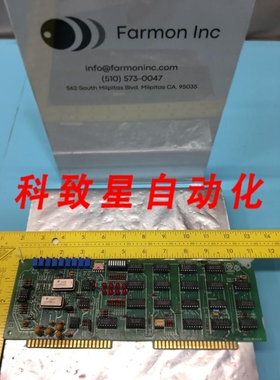 Farmon Inc
info@farmoninc.com
(510) 573-0047
563 South Milpitas Blvd. Milpitas CA. 95035
科致星自动化